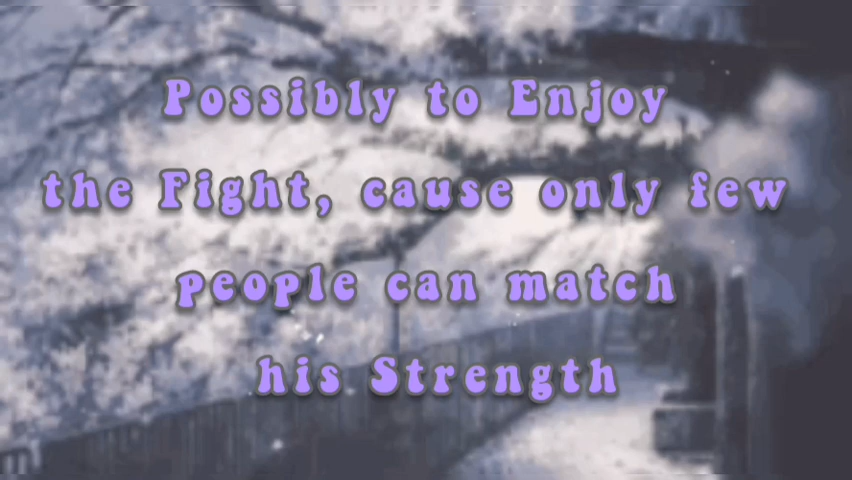 Possibly to Enjoy
the Fight, cause only few
people can match
his Strength